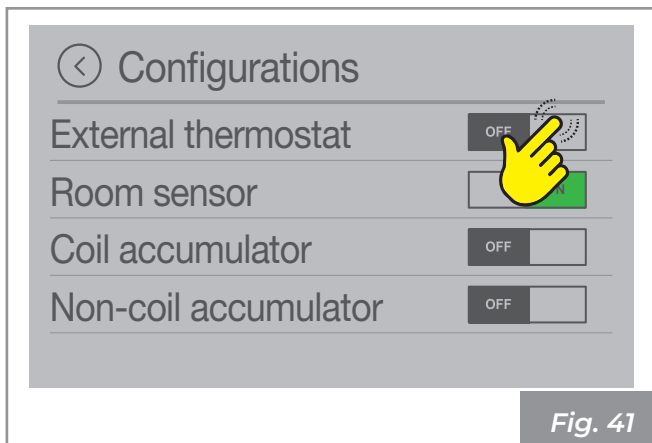 Configurations
External thermostat OFF
Room sensor N
Coil accumulator OFF
Non-coil accumulator OFF
Fig. 41